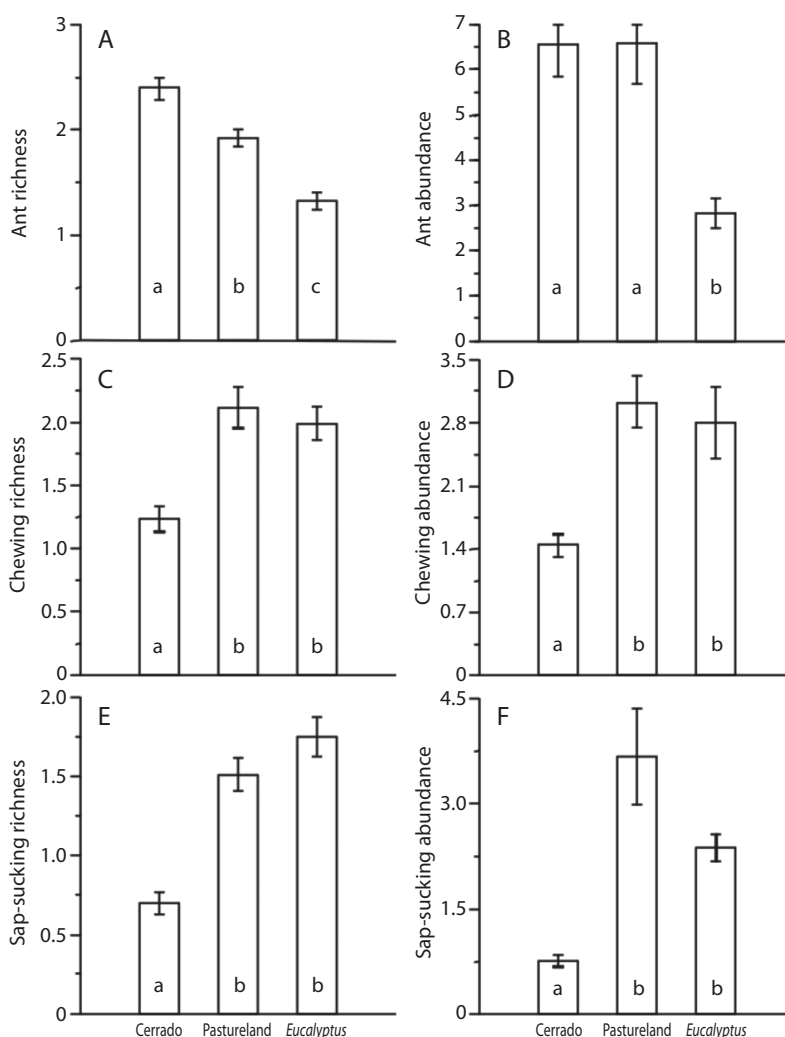 A
Ant richness
3
2
1
0
a
b
c
B
Ant abundance
7
6
5
4
3
2
1
0
a
a
b
C
Chewing richness
2.5
2.0
1.25
1.0
0.5
0
a
b
b
D
Chewing abundance
3.5
2.8
2.1
1.4
0.7
0
a
b
b
E
Sap-sucking richness
2.0
1.5
1.0
0.5
0
a
b
b
Cerrado Pastureland Eucalyptus
F
Sap-sucking abundance
4.5
3.0
1.5
0
a
b
b
Cerrado Pastureland Eucalyptus